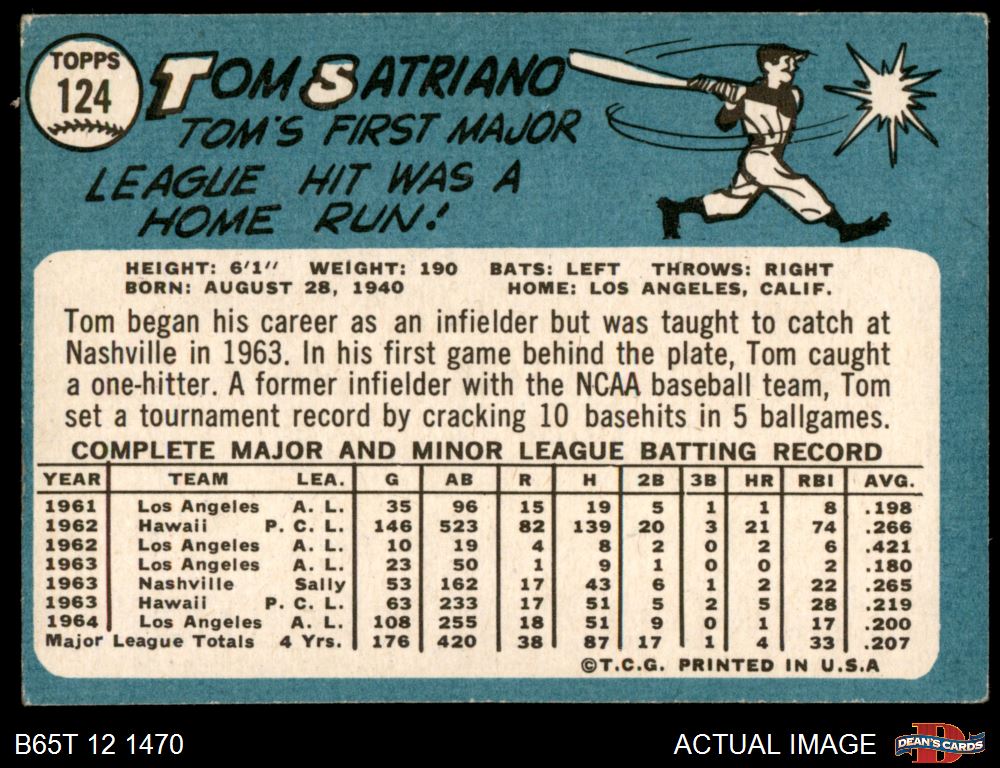 TOPPS
124
TOM SATRIANO
TOM'S FIRST MAJOR
LEAGUE HIT WAS A
HOME RUN!
HEIGHT: 6'1" WEIGHT: 190 BATS: LEFT THROWS: RIGHT
BORN: AUGUST 28, 1940 HOME: LOS ANGELES, CALIF.
Tom began his career as an infielder but was taught to catch at
Nashville in 1963. In his first game behind the plate, Tom caught
a one-hitter. A former infielder with the NCAA baseball team, Tom
set a tournament record by cracking 10 basehits in 5 ballgames.
COMPLETE MAJOR AND MINOR LEAGUE BATTING RECORD
YEAR TEAM LEA. G AB R H 2B 3B HR RBI AVG.
1961 Los Angeles A. L. 35 96 15 19 5 1 1 8 .198
1962 Hawaii P. C. L. 146 523 82 139 20 3 21 74 .266
1962 Los Angeles A. L. 10 19 4 8 2 0 2 6 .421
1963 Los Angeles A. L. 23 50 1 9 1 0 0 2 .180
1963 Nashville Sally 53 162 17 43 6 1 2 22 .265
1963 Hawaii P. C. L. 63 233 17 51 5 2 5 28 .219
1964 Los Angeles A. L. 108 255 18 51 9 0 1 17 .200
Major League Totals 4 Yrs. 176 420 38 87 17 1 4 33 .207
©T.C.G. PRINTED IN U.S.A
B65T 12 1470 ACTUAL IMAGE D DEAN'S CARDS